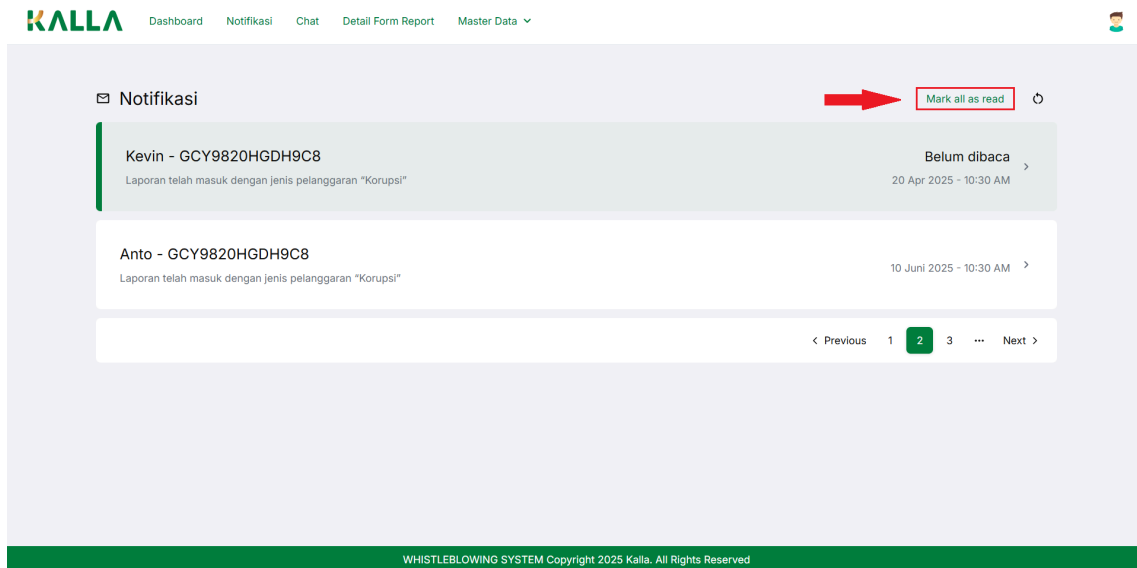 KALLA Dashboard Notifikasi Chat Detail Form Report Master Data
Notifikasi Mark all as read
Kevin - GCY9820HGDH9C8 Belum dibaca
Laporan telah masuk dengan jenis pelanggaran “Korupsi” 20 Apr 2025 - 10:30 AM
Anto - GCY9820HGDH9C8
Laporan telah masuk dengan jenis pelanggaran “Korupsi” 10 Juni 2025 - 10:30 AM
< Previous 1 2 3 ... Next >
WHISTLEBLOWING SYSTEM Copyright 2025 Kalla. All Rights Reserved